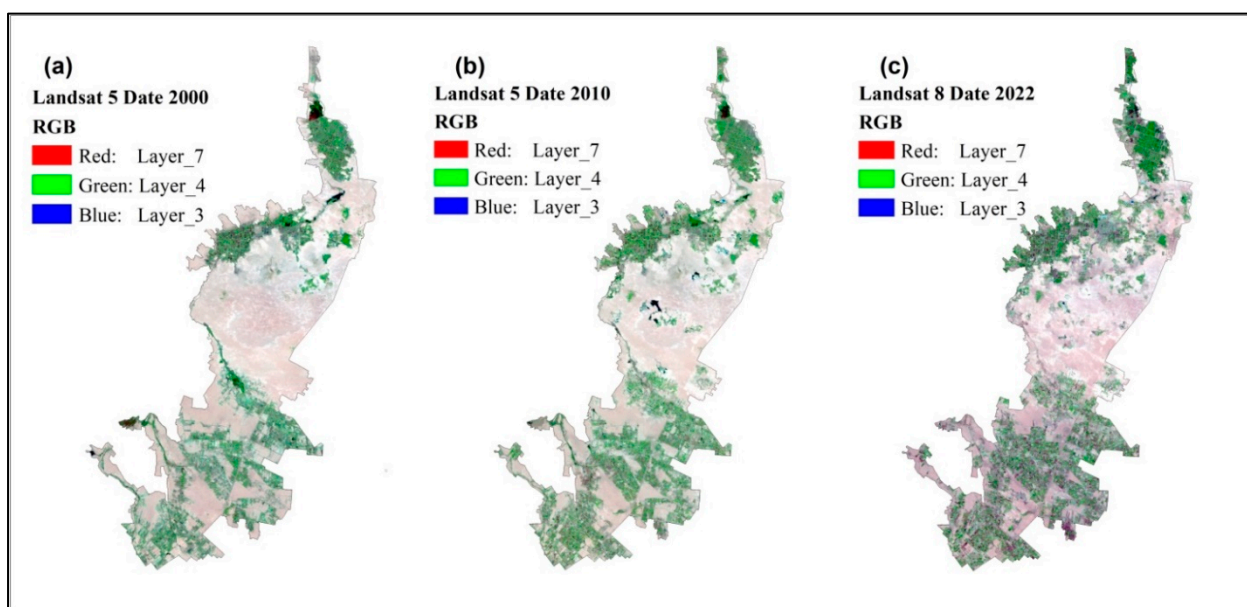 (a)
Landsat 5 Date 2000
RGB
Red: Layer_7
Green: Layer_4
Blue: Layer_3
(b)
Landsat 5 Date 2010
RGB
Red: Layer_7
Green: Layer_4
Blue: Layer_3
(c)
Landsat 8 Date 2022
RGB
Red: Layer_7
Green: Layer_4
Blue: Layer_3